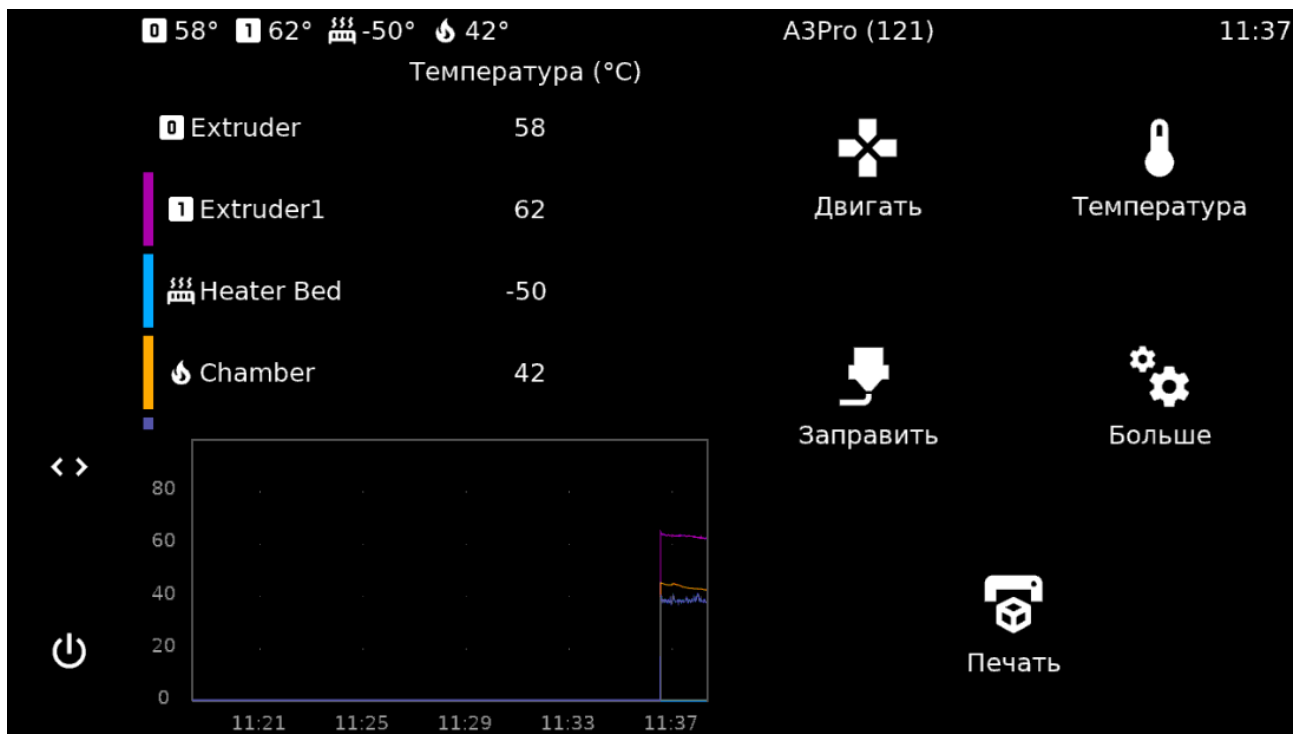 0 58° 1 62° -50° 42° A3Pro (121) 11:37
Температура (°C)
0 Extruder 58
1 Extruder1 62
Heater Bed -50
Chamber 42
Двигать
Температура
Заправить
Больше
Печать
80
60
40
20
0
11:21 11:25 11:29 11:33 11:37